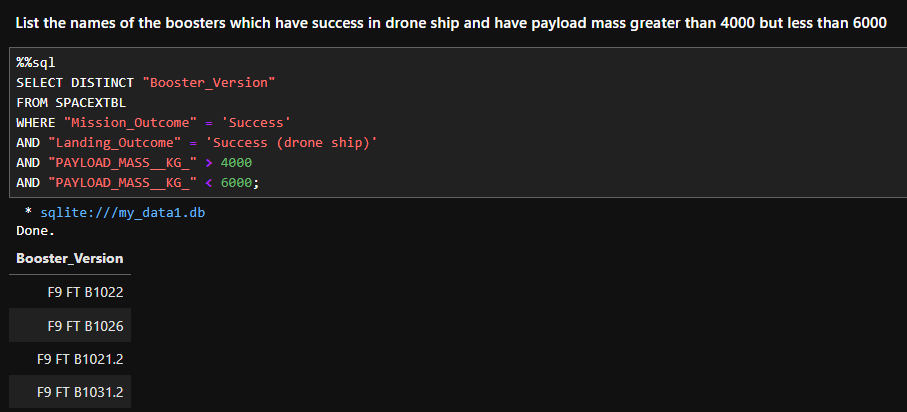 List the names of the boosters which have success in drone ship and have payload mass greater than 4000 but less than 6000
%%sql
SELECT DISTINCT "Booster_Version"
FROM SPACEXTBL
WHERE "Mission_Outcome" = 'Success'
AND "Landing_Outcome" = 'Success (drone ship)'
AND "PAYLOAD_MASS__KG_" > 4000
AND "PAYLOAD_MASS__KG_" < 6000;
* sqlite:///my_data1.db
Done.
Booster_Version
F9 FT B1022
F9 FT B1026
F9 FT B1021.2
F9 FT B1031.2